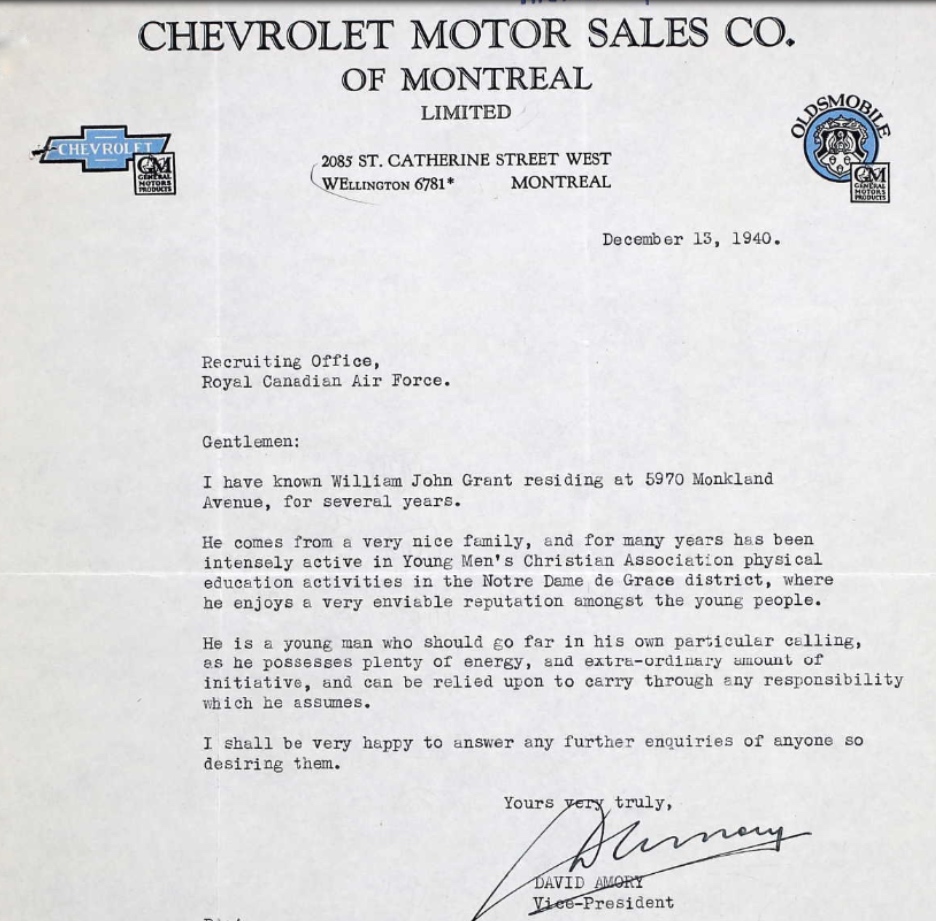 CHEVROLET MOTOR SALES CO.
OF MONTREAL
LIMITED
CHEVROLET
GM
GENERAL
MOTORS
PRODUCTS
2085 ST. CATHERINE STREET WEST
WELLINGTON 6781* MONTREAL
OLDSMOBILE
GM
GENERAL
MOTORS
PRODUCTS
December 13, 1940.
Recruiting Office,
Royal Canadian Air Force.
Gentlemen:
I have known William John Grant residing at 5970 Monkland
Avenue, for several years.
He comes from a very nice family, and for many years has been
intensely active in Young Men's Christian Association physical
education activities in the Notre Dame de Grace district, where
he enjoys a very enviable reputation amongst the young people.
He is a young man who should go far in his own particular calling,
as he possesses plenty of energy, and extra-ordinary amount of
initiative, and can be relied upon to carry through any responsibility
which he assumes.
I shall be very happy to answer any further enquiries of anyone so
desiring them.
Yours very truly,
DAmory
DAVID AMORY
Vice-President